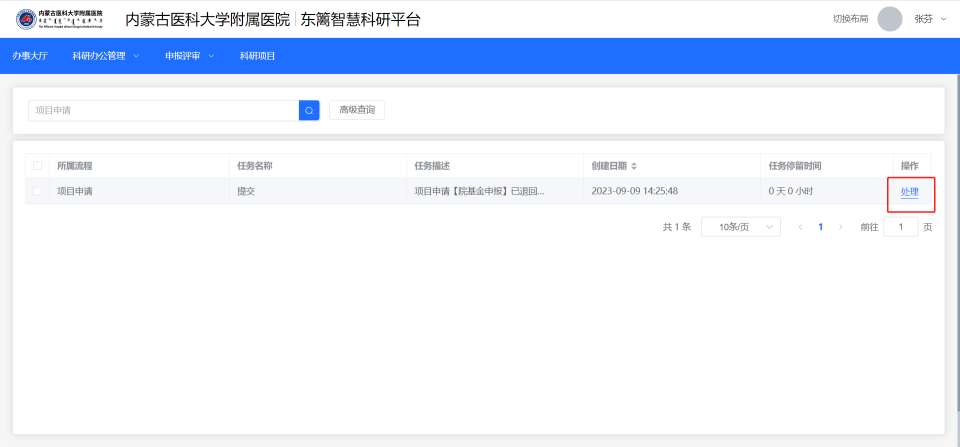 内蒙古医科大学附属医院
内蒙古医科大学附属医院 | 东篱智慧科研平台
切换布局
张芬
办事大厅
科研办公管理
申报评审
科研项目
项目申请
高级查询
所属流程 任务名称 任务描述 创建日期 任务停留时间 操作
项目申请 提交 项目申请【院基金申报】已退回... 2023-09-09 14:25:48 0 天 0 小时 处理
共 1 条 10条/页 1 前往 1 页